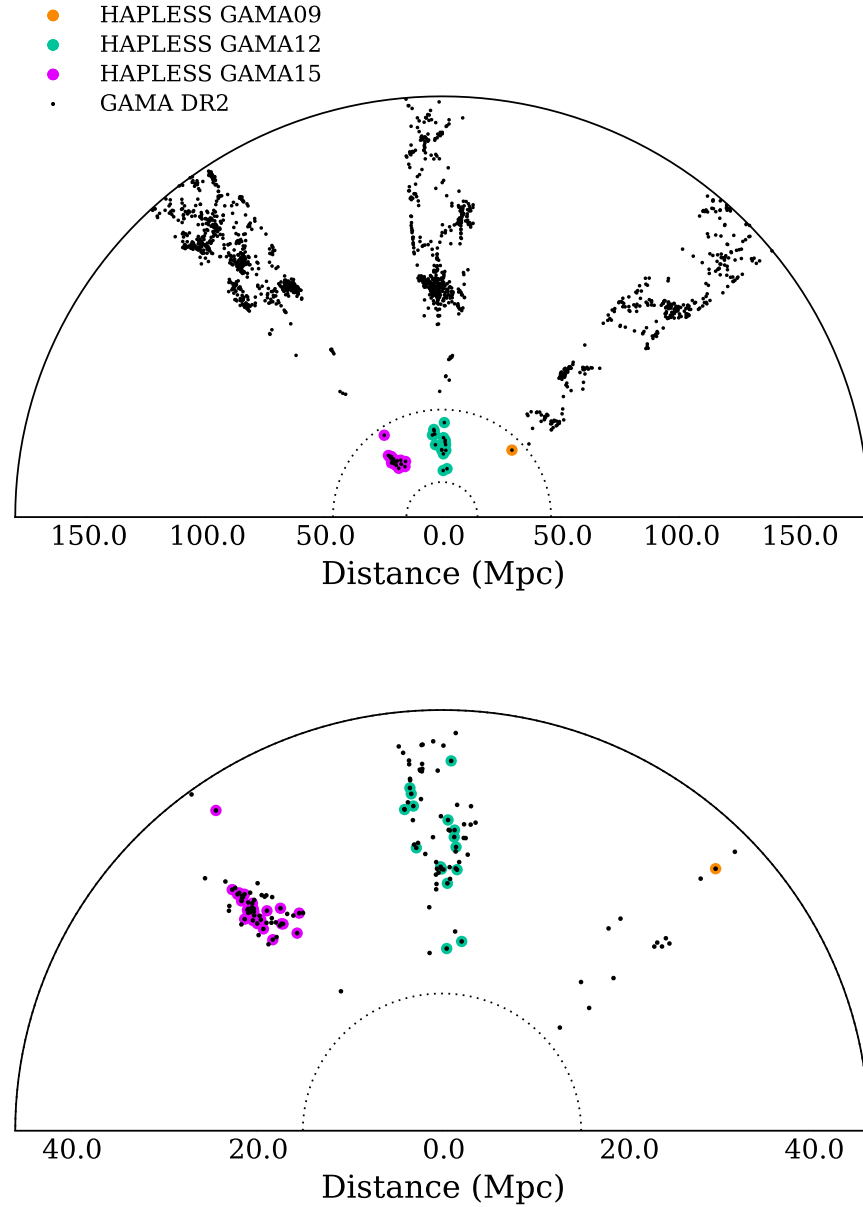 HAPLESS GAMA09
HAPLESS GAMA12
HAPLESS GAMA15
GAMA DR2
150.0 100.0 50.0 0.0 50.0 100.0 150.0
Distance (Mpc)
40.0 20.0 0.0 20.0 40.0
Distance (Mpc)